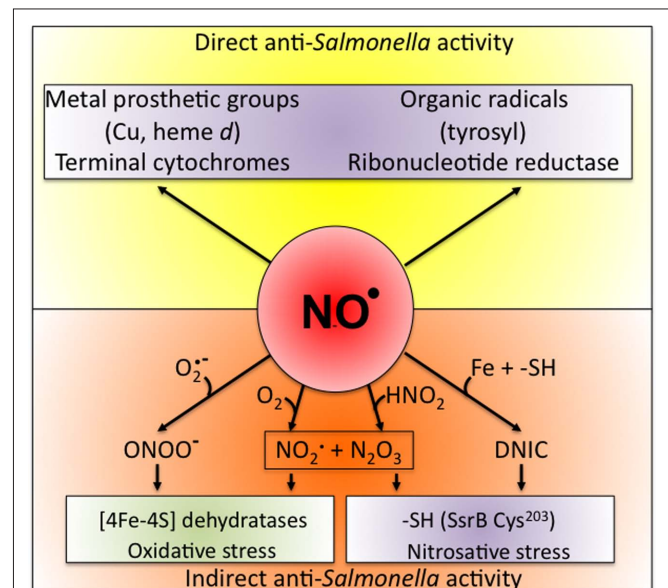 Direct anti-Salmonella activity
Metal prosthetic groups
(Cu, heme d)
Terminal cytochromes
Organic radicals
(tyrosyl)
Ribonucleotide reductase
NO•
O₂•⁻
O₂
HNO₂
Fe + -SH
ONOO⁻
NO₂• + N₂O₃
DNIC
[4Fe-4S] dehydratases
Oxidative stress
-SH (SsrB Cys²⁰³)
Nitrosative stress
Indirect anti-Salmonella activity